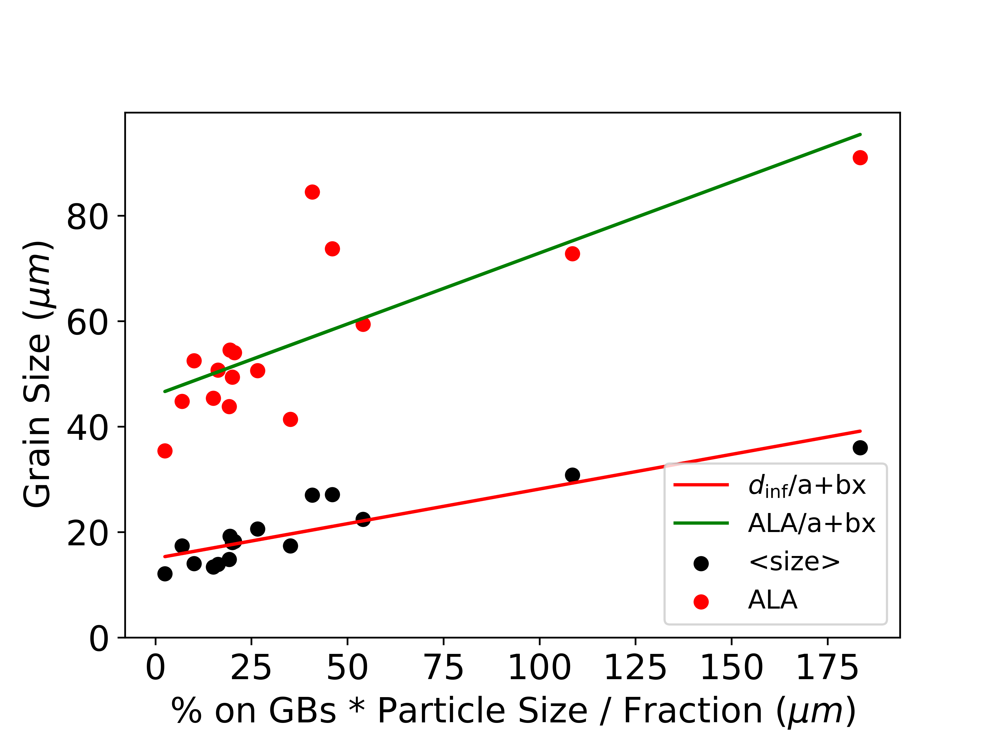 Grain Size (μm)
80
60
40
20
0
0 25 50 75 100 125 150 175
% on GBs * Particle Size / Fraction (μm)
d_inf/a+bx
ALA/a+bx
<size>
ALA